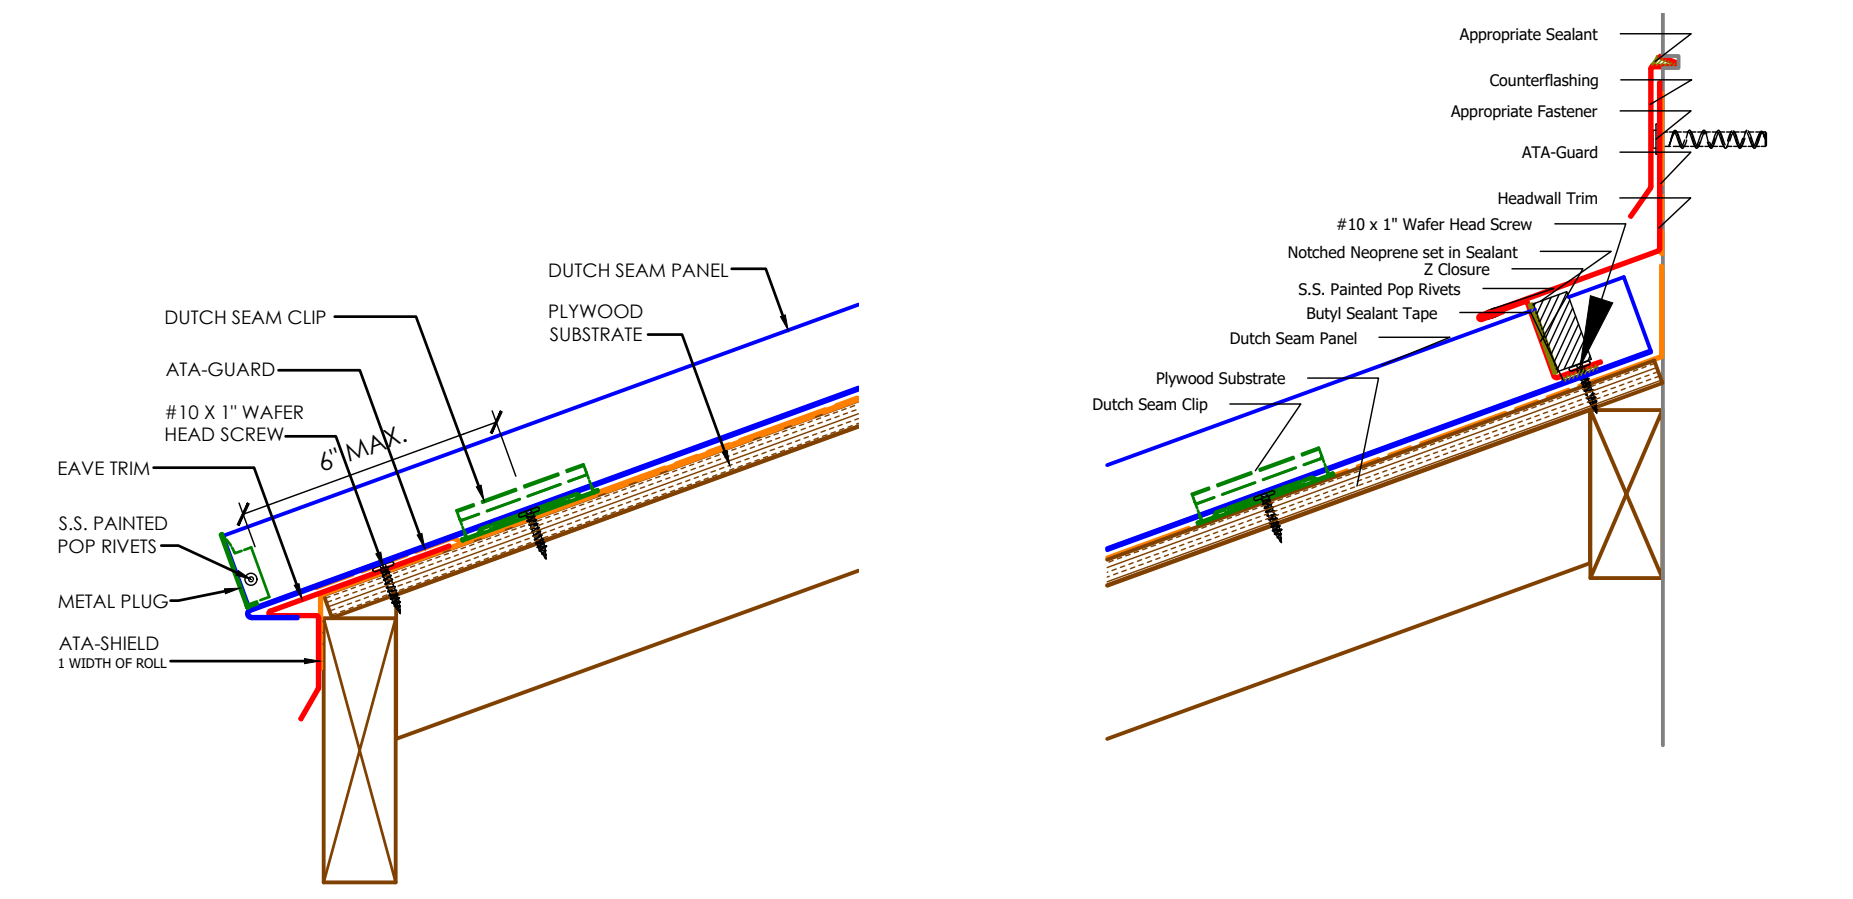 DUTCH SEAM PANEL
DUTCH SEAM CLIP
PLYWOOD
SUBSTRATE
ATA-GUARD
#10 X 1" WAFER
HEAD SCREW
6" MAX.
EAVE TRIM
S.S. PAINTED
POP RIVETS
METAL PLUG
ATA-SHIELD
1 WIDTH OF ROLL
Appropriate Sealant
Counterflashing
Appropriate Fastener
ATA-Guard
Headwall Trim
#10 x 1" Wafer Head Screw
Notched Neoprene set in Sealant
Z Closure
S.S. Painted Pop Rivets
Butyl Sealant Tape
Dutch Seam Panel
Plywood Substrate
Dutch Seam Clip